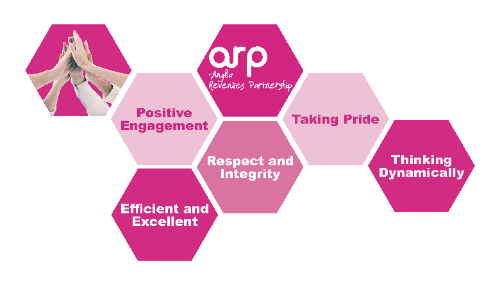 arp
Anglia
Revenues Partnership
Positive
Engagement
Taking Pride
Respect and
Integrity
Thinking
Dynamically
Efficient and
Excellent